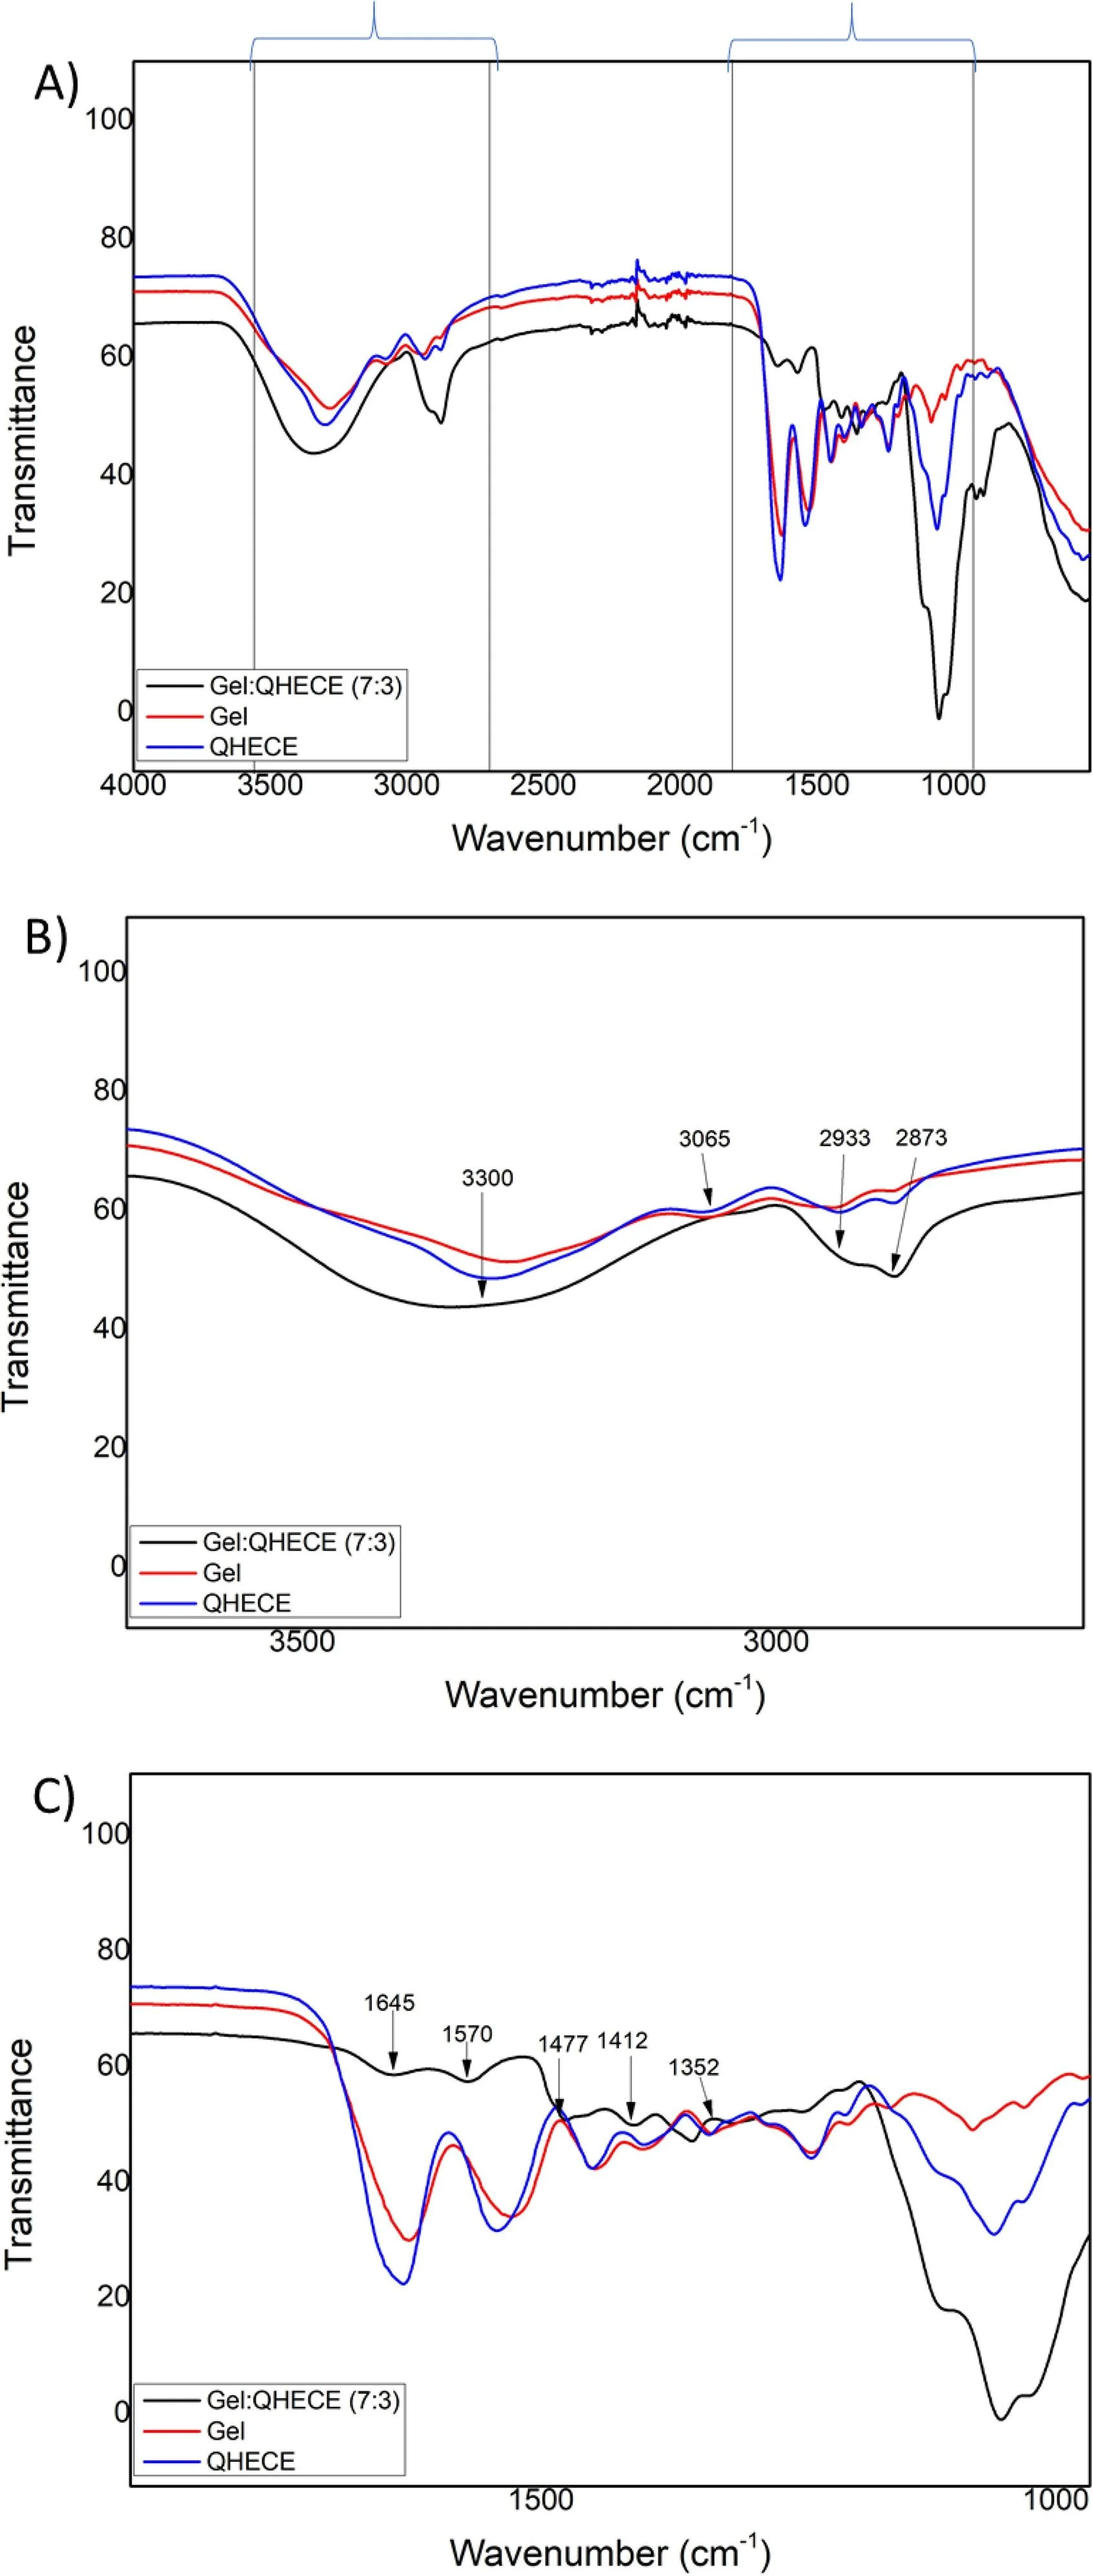 A)
100
80
60
40
20
0
Transmittance
Gel:QHECE (7:3)
Gel
QHECE
4000 3500 3000 2500 2000 1500 1000
Wavenumber (cm⁻¹)
B)
100
80
60
40
20
0
Transmittance
3300
3065
2933
2873
Gel:QHECE (7:3)
Gel
QHECE
3500 3000
Wavenumber (cm⁻¹)
C)
100
80
60
40
20
0
Transmittance
1645
1570
1477
1412
1352
Gel:QHECE (7:3)
Gel
QHECE
1500 1000
Wavenumber (cm⁻¹)